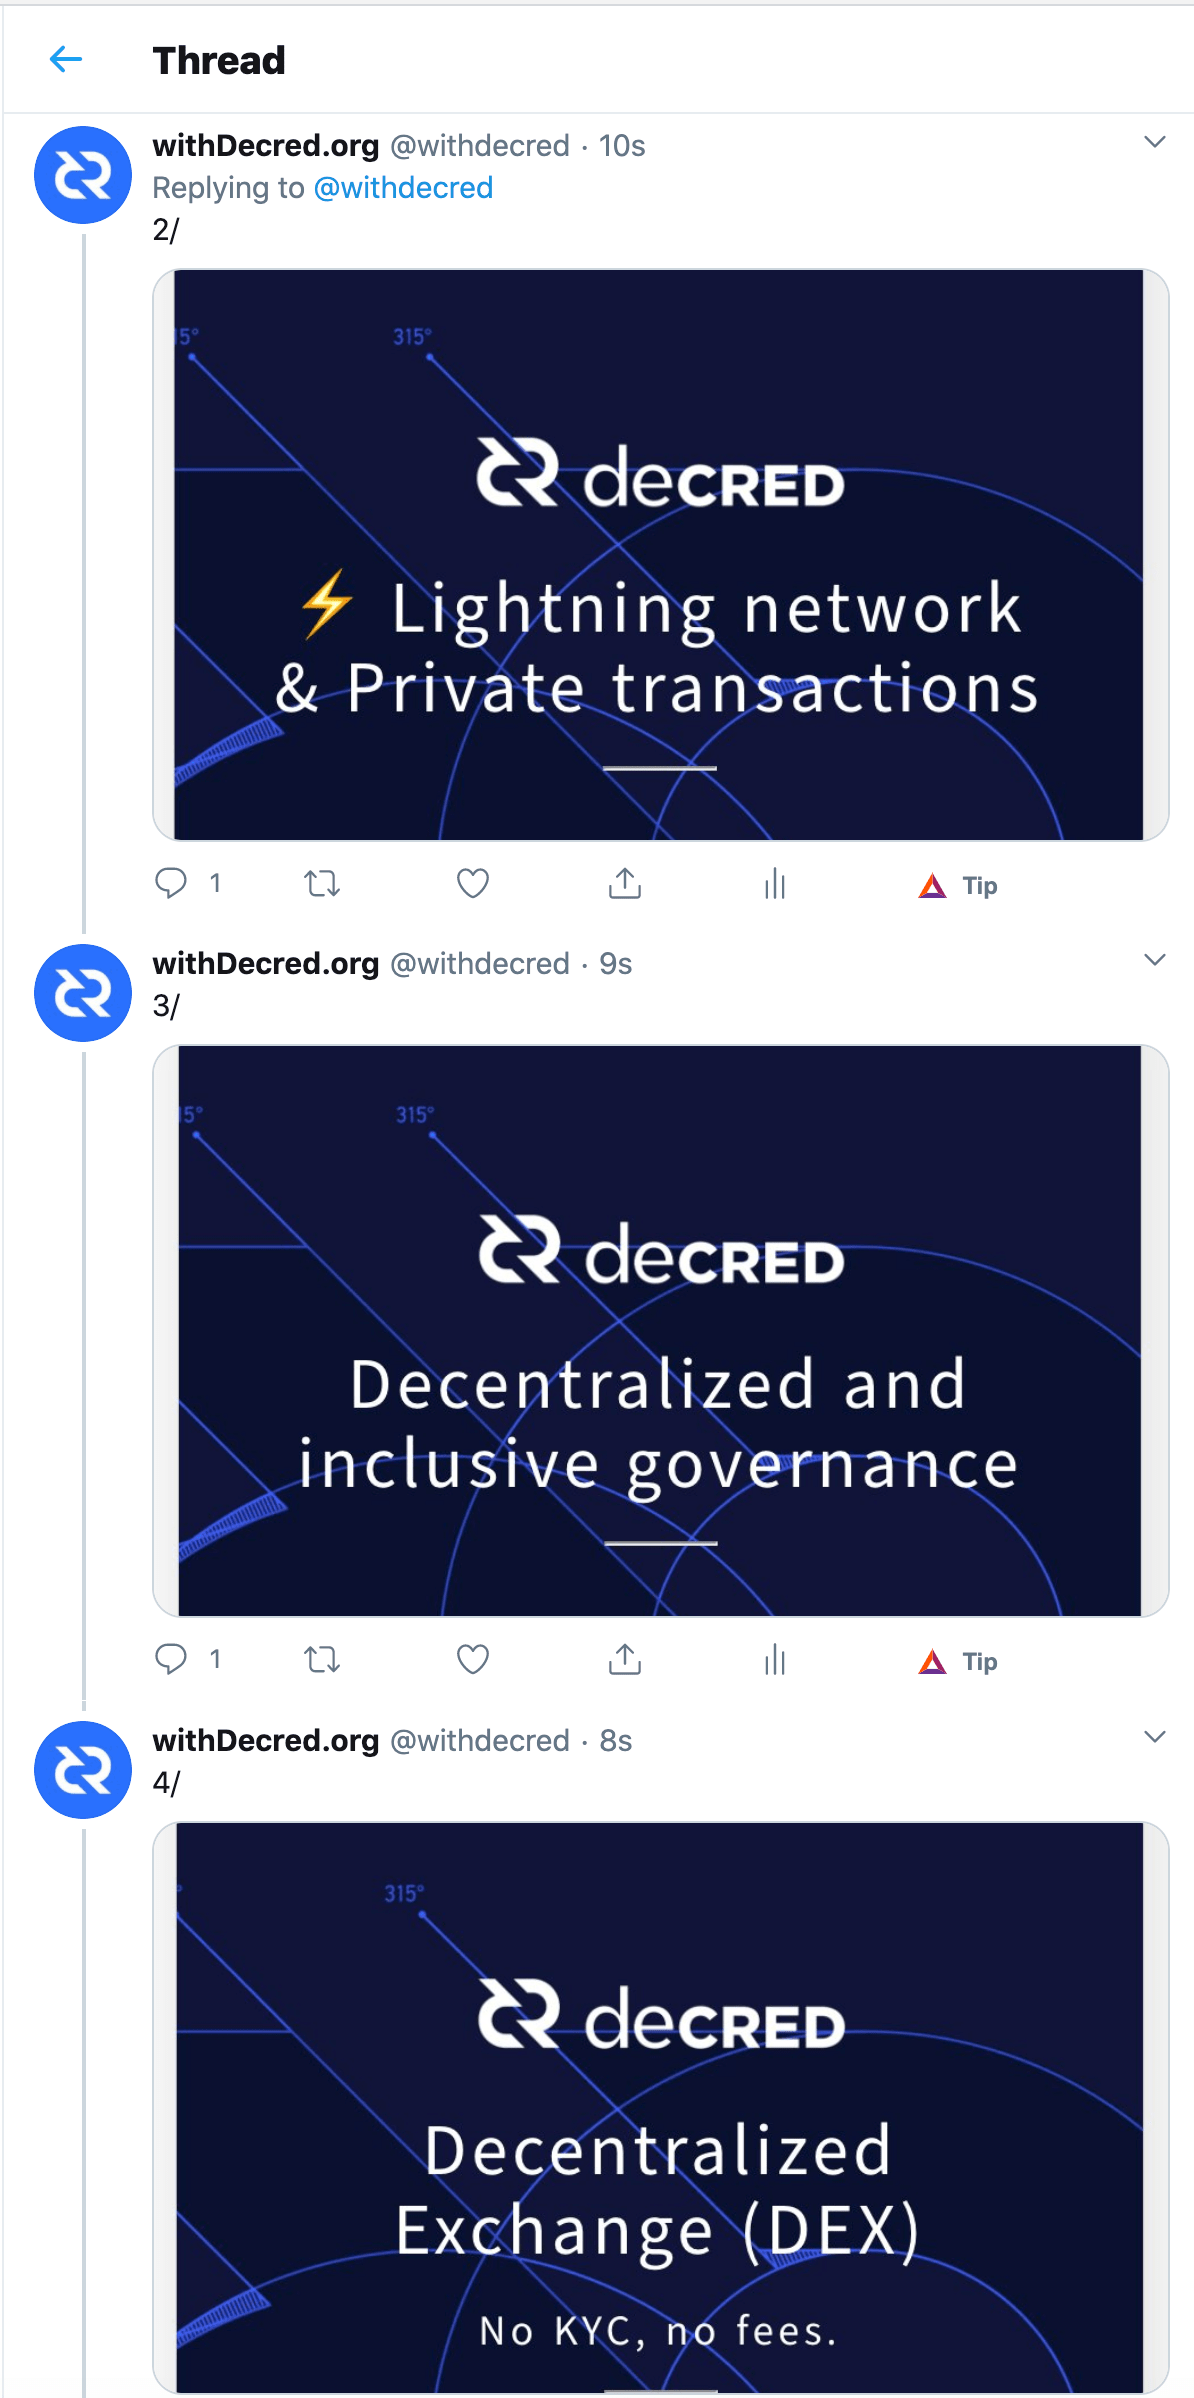 Thread
withDecred.org @withdecred · 10s
Replying to @withdecred
2/
15° 315°
decred
⚡ Lightning network
& Private transactions
1 Tip
withDecred.org @withdecred · 9s
3/
15° 315°
decred
Decentralized and
inclusive governance
1 Tip
withDecred.org @withdecred · 8s
4/
315°
decred
Decentralized
Exchange (DEX)
No KYC, no fees.